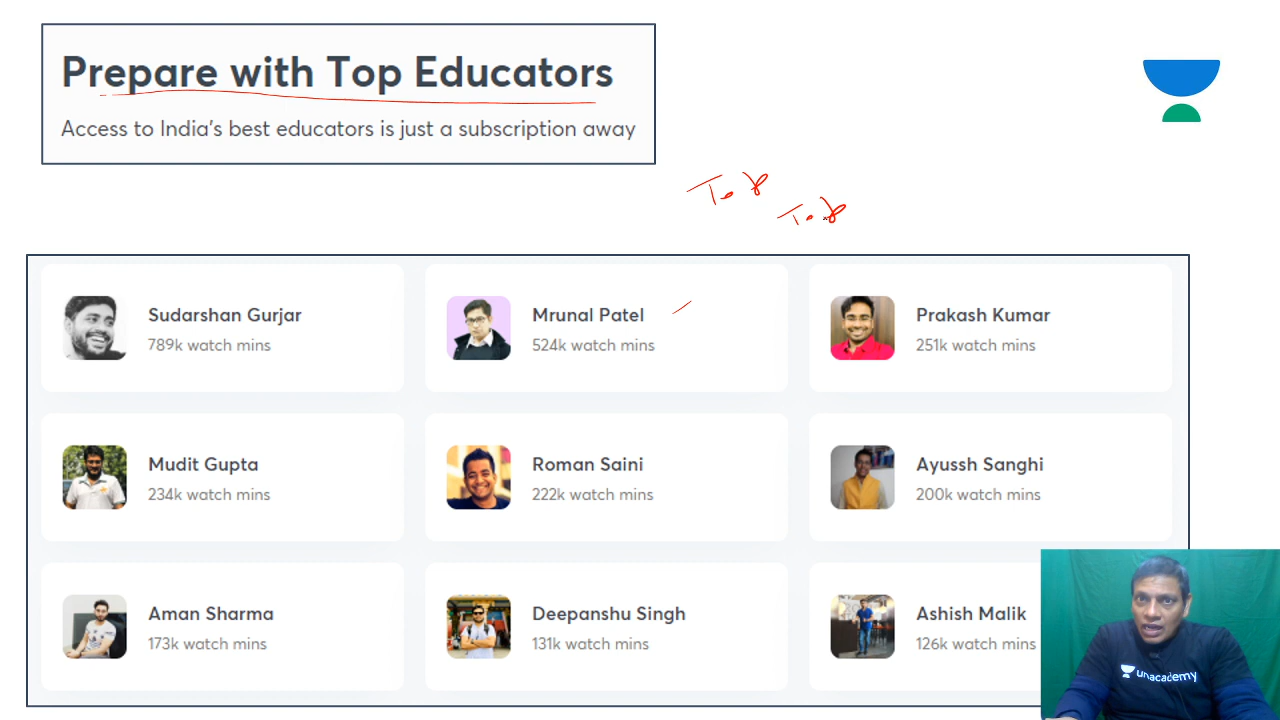 Prepare with Top Educators
Access to India's best educators is just a subscription away
Top
Top
Sudarshan Gurjar
789k watch mins
Mrunal Patel
524k watch mins
Prakash Kumar
251k watch mins
Mudit Gupta
234k watch mins
Roman Saini
222k watch mins
Ayussh Sanghi
200k watch mins
Aman Sharma
173k watch mins
Deepanshu Singh
131k watch mins
Ashish Malik
126k watch mins
unacademy